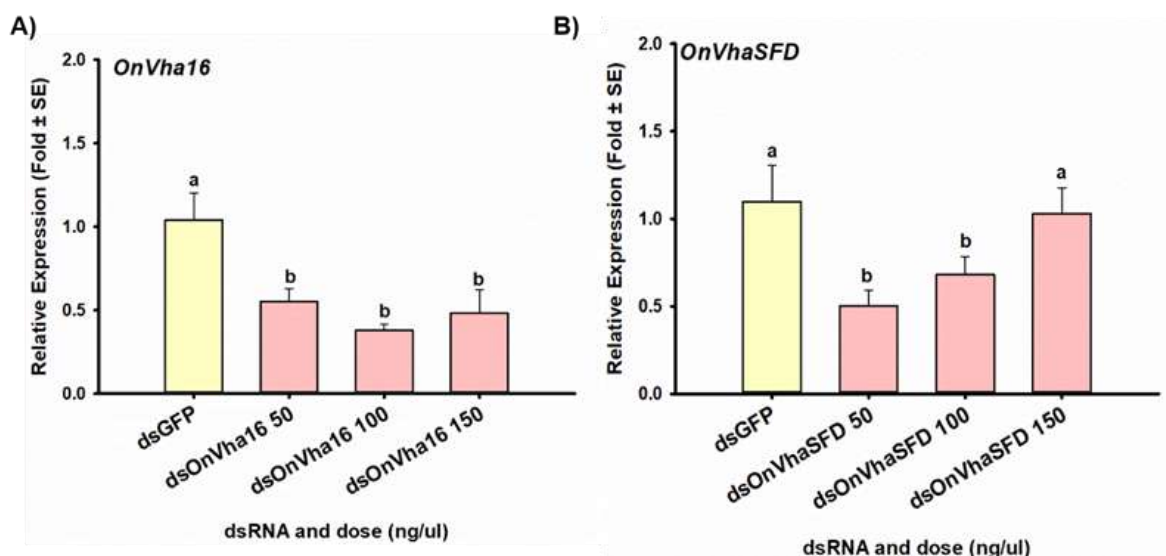 A)
OnVha16
Relative Expression (Fold ± SE)
2.0
1.5
1.0
0.5
0.0
a
b
b
b
dsGFP
dsOnVha16 50
dsOnVha16 100
dsOnVha16 150
dsRNA and dose (ng/ul)
B)
OnVhaSFD
Relative Expression (Fold ± SE)
2.0
1.5
1.0
0.5
0.0
a
b
b
a
dsGFP
dsOnVhaSFD 50
dsOnVhaSFD 100
dsOnVhaSFD 150
dsRNA and dose (ng/ul)